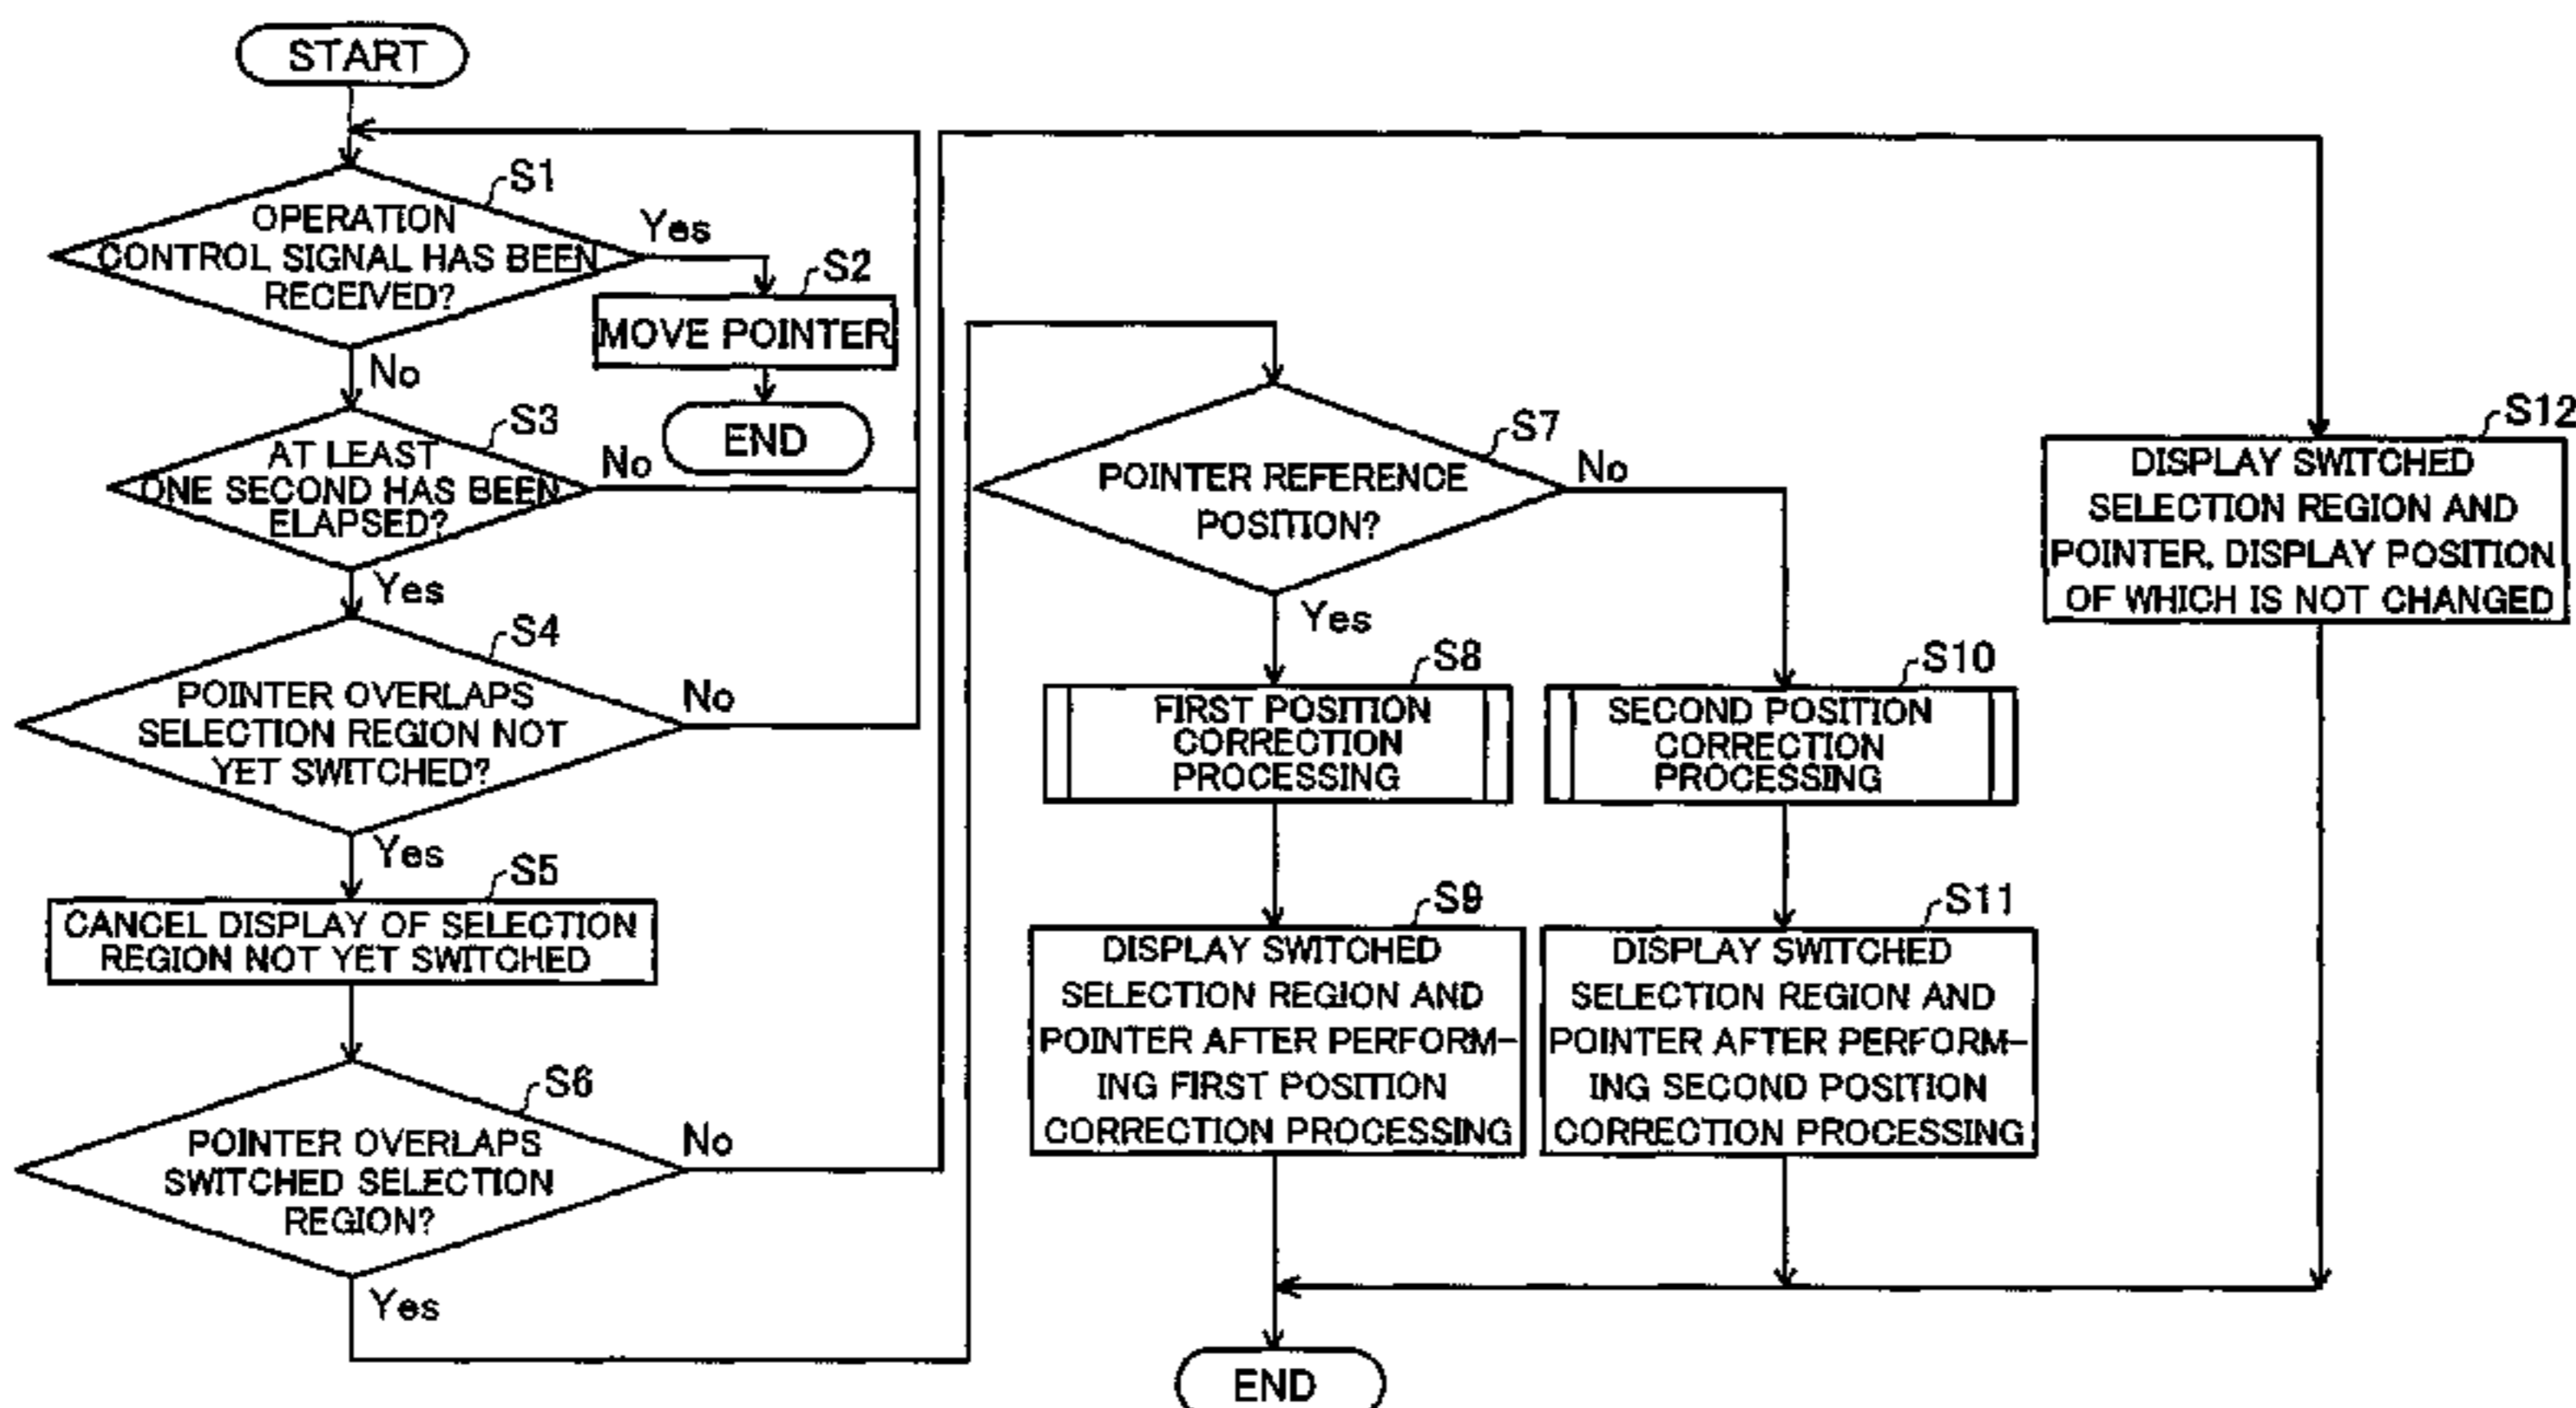 START
S1
OPERATION
CONTROL SIGNAL HAS BEEN
RECEIVED?
Yes
No
S2
MOVE POINTER
END
S3
AT LEAST
ONE SECOND HAS BEEN
ELAPSED?
No
Yes
S4
POINTER OVERLAPS
SELECTION REGION NOT
YET SWITCHED?
No
Yes
S5
CANCEL DISPLAY OF SELECTION
REGION NOT YET SWITCHED
S6
POINTER OVERLAPS
SWITCHED SELECTION
REGION?
No
Yes
S7
POINTER REFERENCE
POSITION?
No
Yes
S8
FIRST POSITION
CORRECTION
PROCESSING
S9
DISPLAY SWITCHED
SELECTION REGION AND
POINTER AFTER PERFORM-
ING FIRST POSITION
CORRECTION PROCESSING
S10
SECOND POSITION
CORRECTION
PROCESSING
S11
DISPLAY SWITCHED
SELECTION REGION AND
POINTER AFTER PERFORM-
ING SECOND POSITION
CORRECTION PROCESSING
S12
DISPLAY SWITCHED
SELECTION REGION AND
POINTER, DISPLAY POSITION
OF WHICH IS NOT CHANGED
END